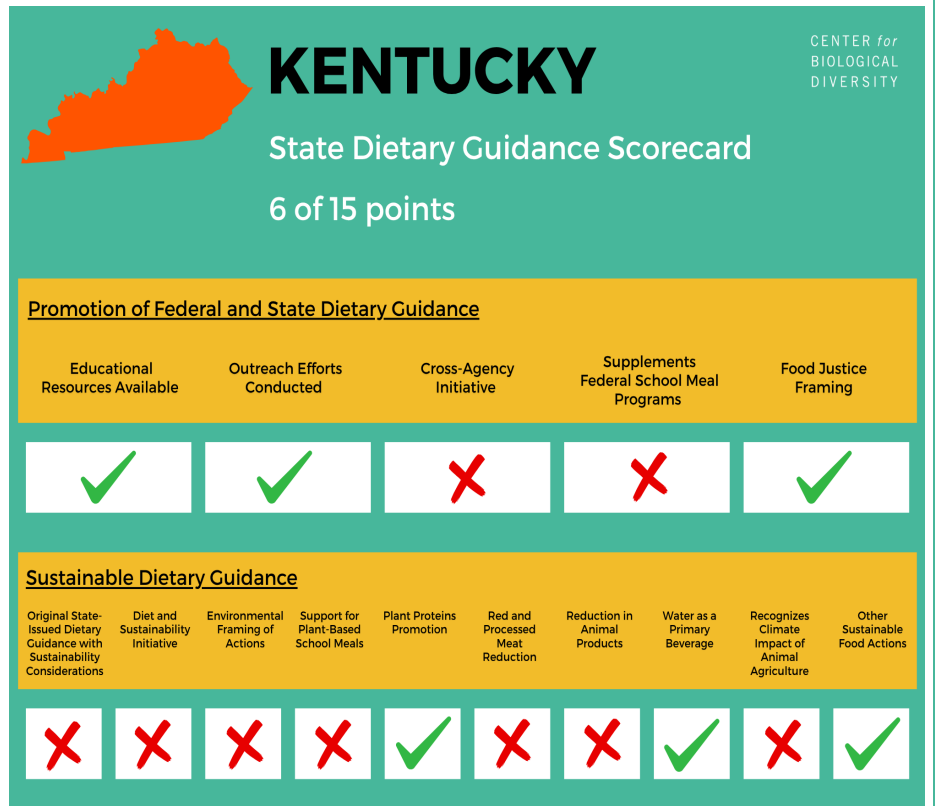 KENTUCKY
CENTER for
BIOLOGICAL
DIVERSITY
State Dietary Guidance Scorecard
6 of 15 points
Promotion of Federal and State Dietary Guidance
Educational
Resources Available
Outreach Efforts
Conducted
Cross-Agency
Initiative
Supplements
Federal School Meal
Programs
Food Justice
Framing
Sustainable Dietary Guidance
Original State-
Issued Dietary
Guidance with
Sustainability
Considerations
Diet and
Sustainability
Initiative
Environmental
Framing of
Actions
Support for
Plant-Based
School Meals
Plant Proteins
Promotion
Red and
Processed
Meat
Reduction
Reduction in
Animal
Products
Water as a
Primary
Beverage
Recognizes
Climate
Impact of
Animal
Agriculture
Other
Sustainable
Food Actions